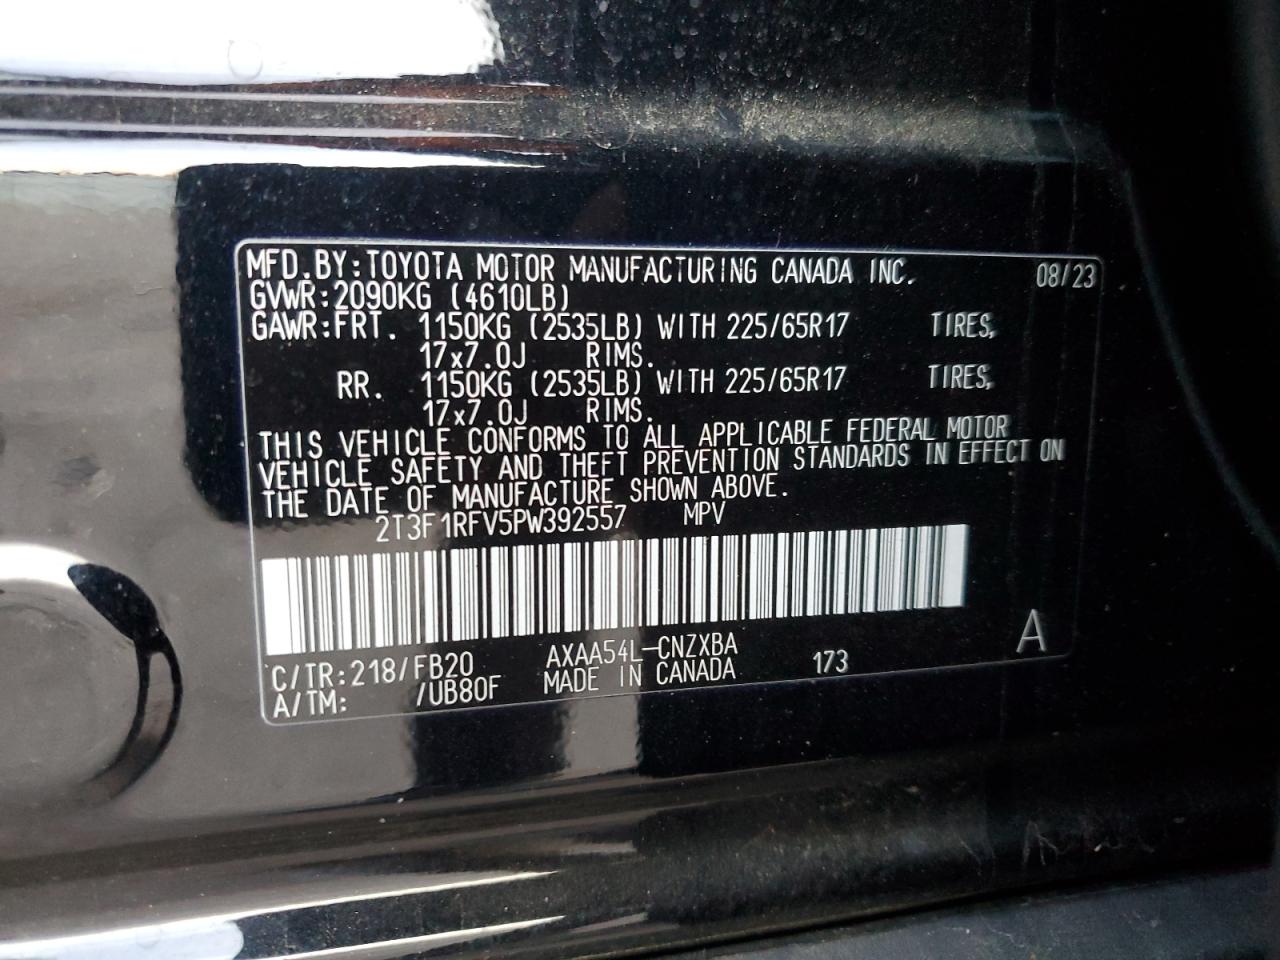 MFD.BY:TOYOTA MOTOR MANUFACTURING CANADA INC. 08/23
GVWR:2090KG (4610LB)
GAWR:FRT. 1150KG (2535LB) WITH 225/65R17 TIRES,
17x7.0J RIMS.
RR. 1150KG (2535LB) WITH 225/65R17 TIRES,
17x7.0J RIMS.
THIS VEHICLE CONFORMS TO ALL APPLICABLE FEDERAL MOTOR
VEHICLE SAFETY AND THEFT PREVENTION STANDARDS IN EFFECT ON
THE DATE OF MANUFACTURE SHOWN ABOVE.
2T3F1RFV5PW392557 MPV
C/TR:218/FB20 AXAA54L-CNZXBA
A/TM: /UB80F MADE IN CANADA 173 A